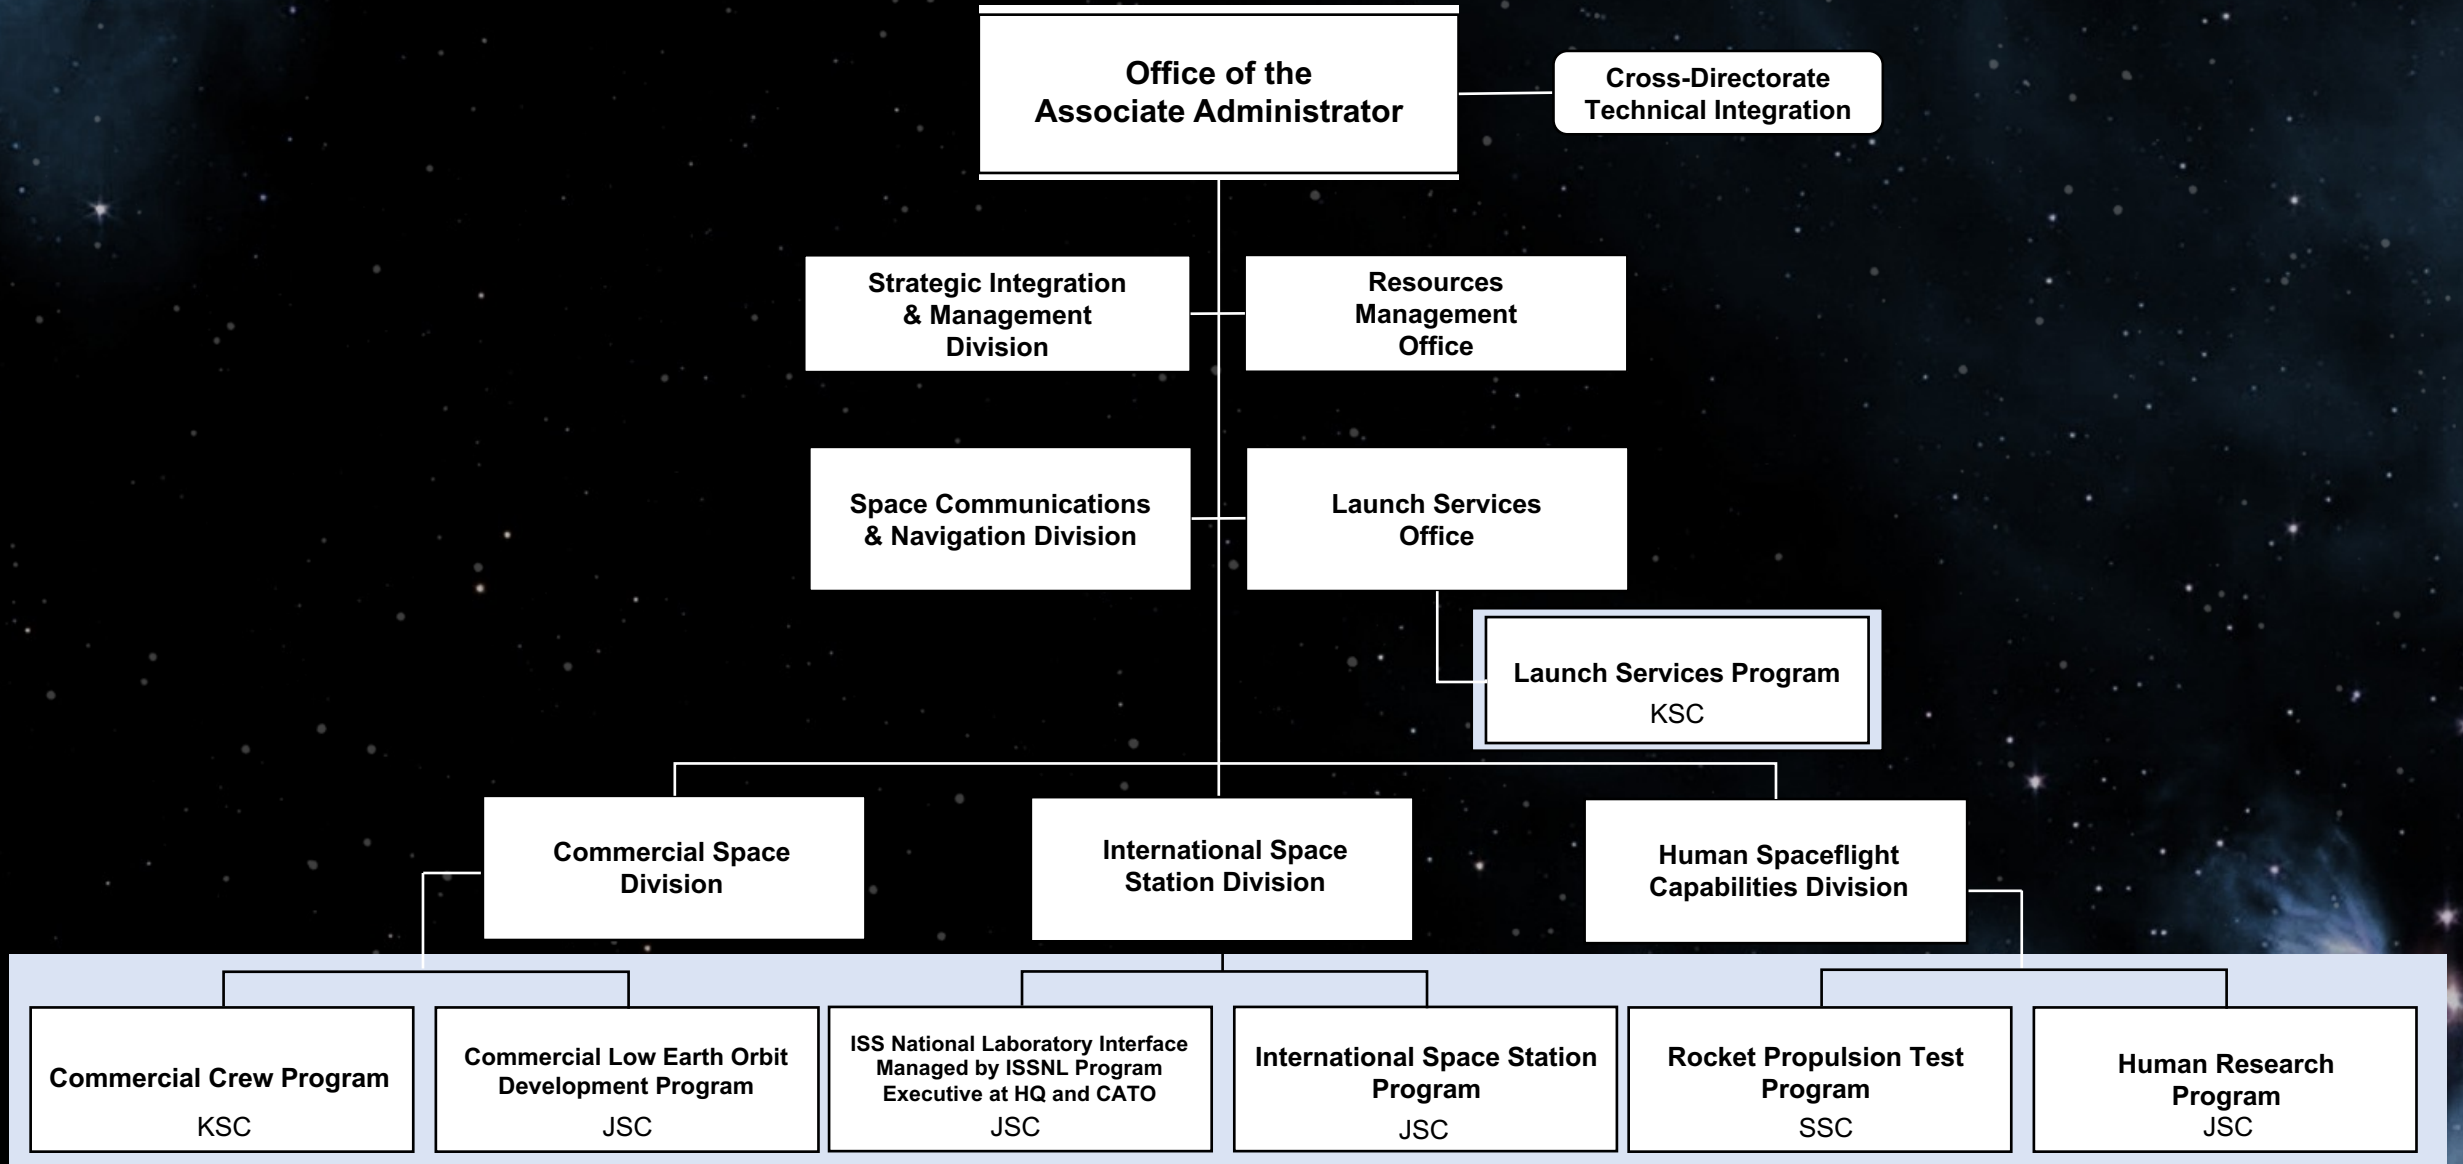 Office of the
Associate Administrator
Cross-Directorate
Technical Integration
Strategic Integration
& Management
Division
Resources
Management
Office
Space Communications
& Navigation Division
Launch Services
Office
Launch Services Program
KSC
Commercial Space
Division
International Space
Station Division
Human Spaceflight
Capabilities Division
Commercial Crew Program
KSC
Commercial Low Earth Orbit
Development Program
JSC
ISS National Laboratory Interface
Managed by ISSNL Program
Executive at HQ and CATO
JSC
International Space Station
Program
JSC
Rocket Propulsion Test
Program
SSC
Human Research
Program
JSC